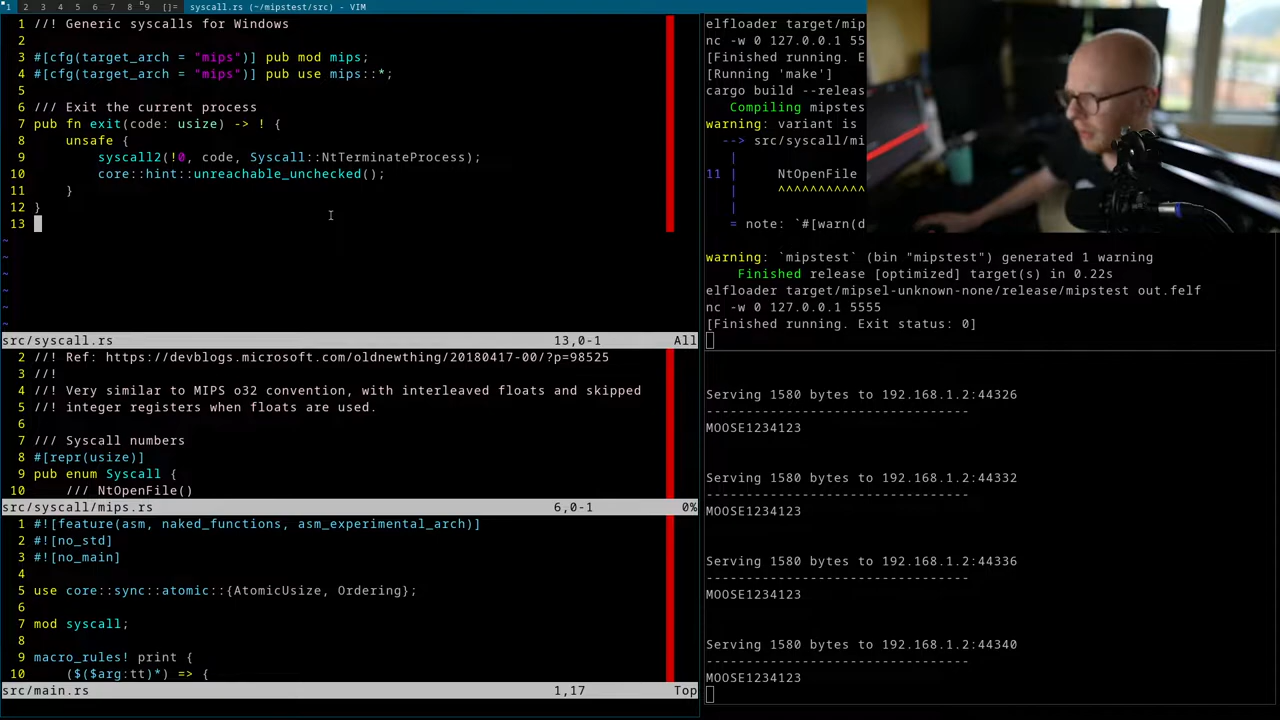 1 2 3 4 5 6 7 8 9 []= syscall.rs (~/mipstest/src) - VIM
1 //! Generic syscalls for Windows
2
3 #[cfg(target_arch = "mips")] pub mod mips;
4 #[cfg(target_arch = "mips")] pub use mips::*;
5
6 /// Exit the current process
7 pub fn exit(code: usize) -> ! {
8 unsafe {
9 syscall2(!0, code, Syscall::NtTerminateProcess);
10 core::hint::unreachable_unchecked();
11 }
12 }
13
~
~
~
~
~
~
src/syscall.rs 13,0-1 All
2 //! Ref: https://devblogs.microsoft.com/oldnewthing/20180417-00/?p=98525
3 //!
4 //! Very similar to MIPS o32 convention, with interleaved floats and skipped
5 //! integer registers when floats are used.
6
7 /// Syscall numbers
8 #[repr(usize)]
9 pub enum Syscall {
10 /// NtOpenFile()
src/syscall/mips.rs 6,0-1 0%
1 #![feature(asm, naked_functions, asm_experimental_arch)]
2 #![no_std]
3 #![no_main]
4
5 use core::sync::atomic::{AtomicUsize, Ordering};
6
7 mod syscall;
8
9 macro_rules! print {
10 ($($arg:tt)*) => {
src/main.rs 1,17 Top
elfloader target/mip
nc -w 0 127.0.0.1 555
[Finished running. E
[Running 'make']
cargo build --releas
Compiling mipstes
warning: variant is
--> src/syscall/mi
|
11 | NtOpenFile
| ^^^^^^^^^^
|
= note: `#[warn(d
warning: `mipstest` (bin "mipstest") generated 1 warning
Finished release [optimized] target(s) in 0.22s
elfloader target/mipsel-unknown-none/release/mipstest out.felf
nc -w 0 127.0.0.1 5555
[Finished running. Exit status: 0]
Serving 1580 bytes to 192.168.1.2:44326
---------------------------------
MOOSE1234123
Serving 1580 bytes to 192.168.1.2:44332
---------------------------------
MOOSE1234123
Serving 1580 bytes to 192.168.1.2:44336
---------------------------------
MOOSE1234123
Serving 1580 bytes to 192.168.1.2:44340
---------------------------------
MOOSE1234123